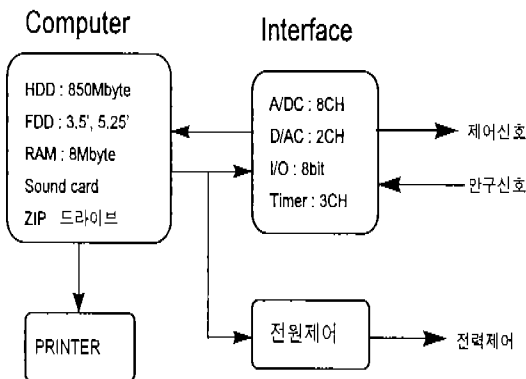 Computer
HDD : 850Mbyte
FDD : 3.5', 5.25'
RAM : 8Mbyte
Sound card
ZIP 드라이브
PRINTER
Interface
A/DC : 8CH
D/AC : 2CH
I/O : 8bit
Timer : 3CH
제어신호
안구신호
전원제어
전력제어